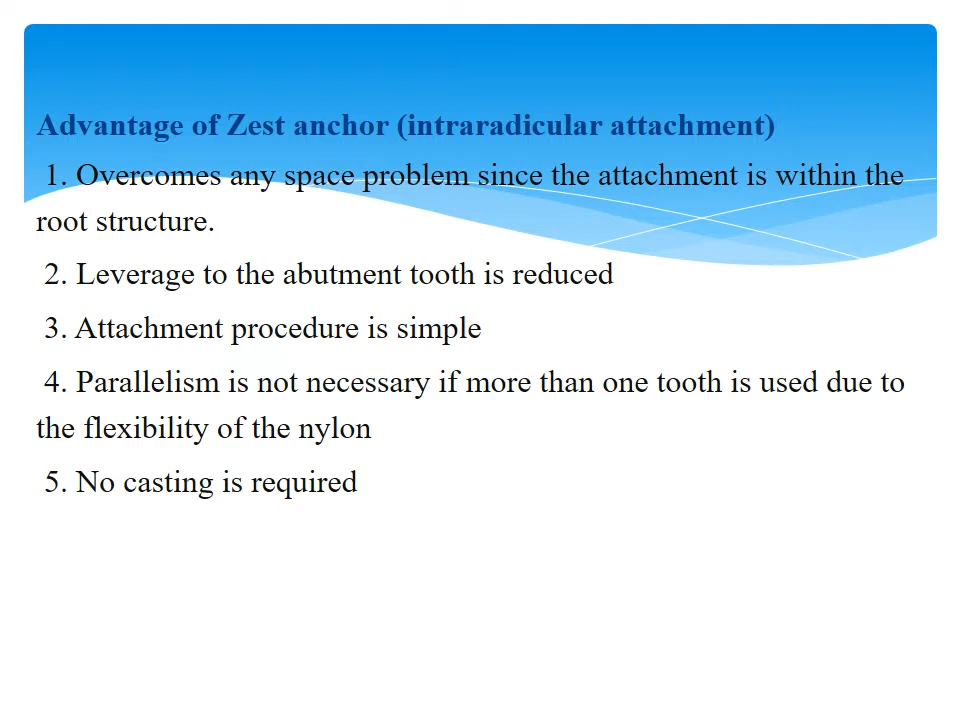 Advantage of Zest anchor (intraradicular attachment)
1. Overcomes any space problem since the attachment is within the
root structure.
2. Leverage to the abutment tooth is reduced
3. Attachment procedure is simple
4. Parallelism is not necessary if more than one tooth is used due to
the flexibility of the nylon
5. No casting is required